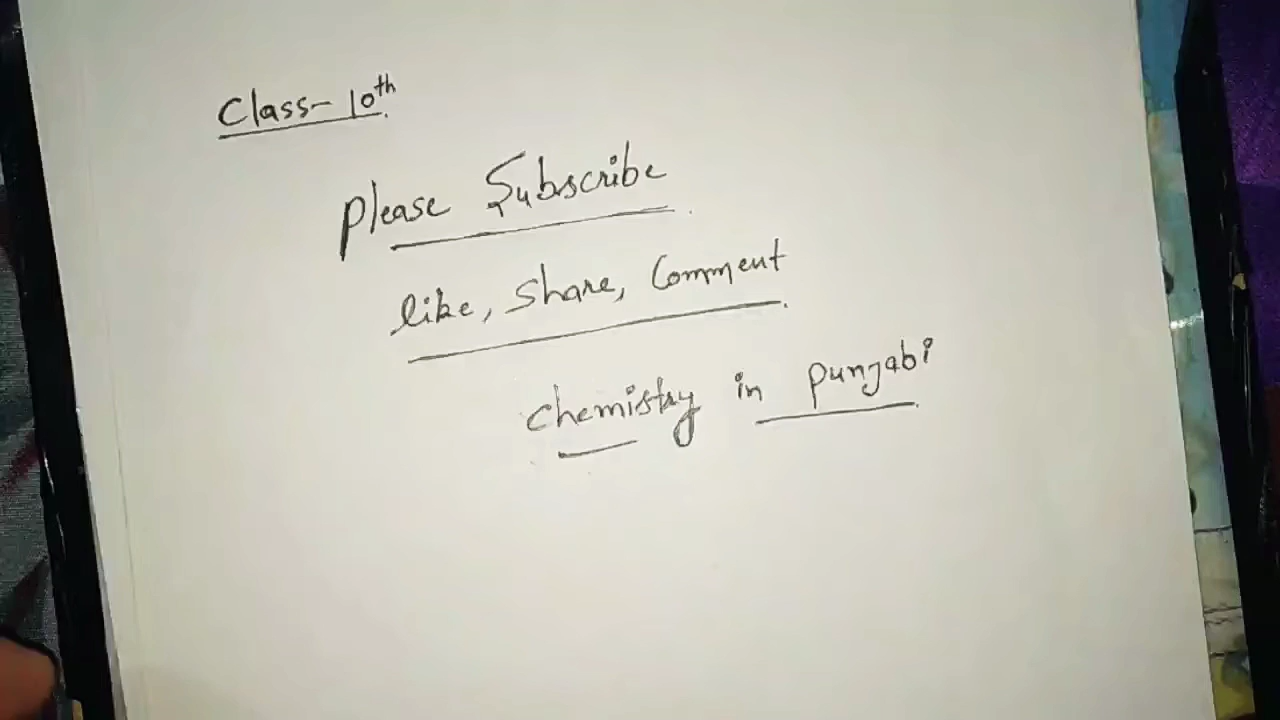 Class- 10th.
Please Subscribe.
like, Share, Comment.
Chemistry in punjabi.